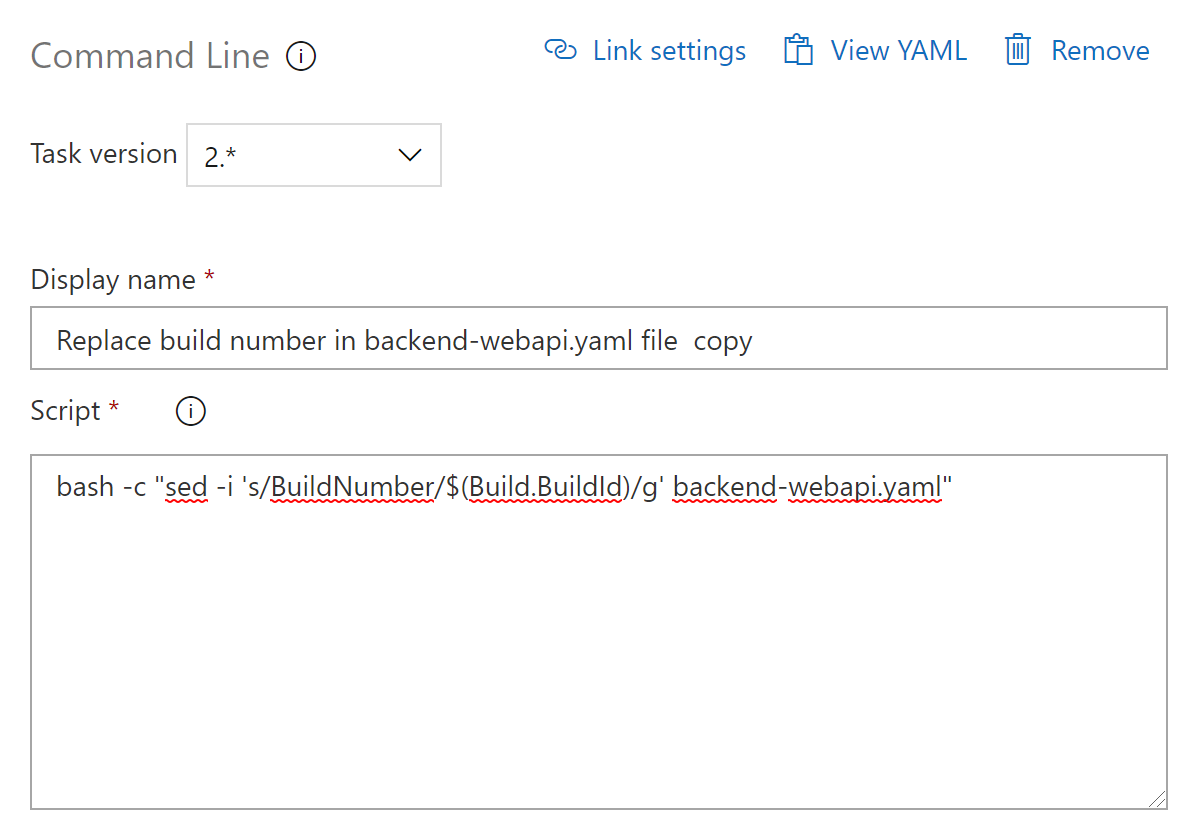 Command Line
Link settings
View YAML
Remove
Task version
2.*
Display name *
Replace build number in backend-webapi.yaml file  copy
Script *
bash -c "sed -i 's/BuildNumber/$(Build.BuildId)/g' backend-webapi.yaml"